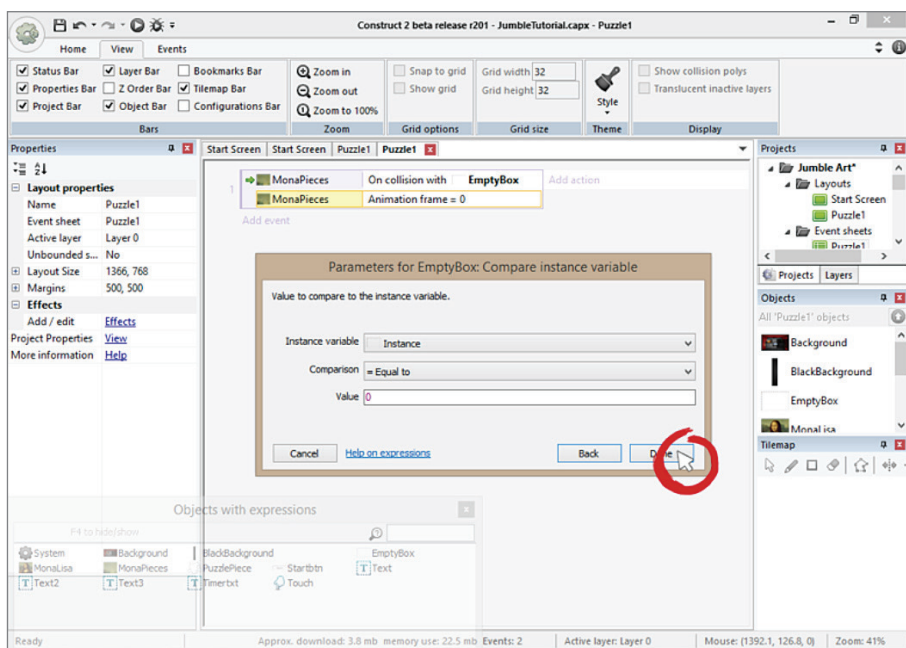 Construct 2 beta release r201 - JumbleTutorial.capx - Puzzle1
Home View Events
Status Bar Layer Bar Bookmarks Bar
Properties Bar Z Order Bar Tilemap Bar
Project Bar Object Bar Configurations Bar
Bars
Zoom in
Zoom out
Zoom to 100%
Zoom
Snap to grid
Show grid
Grid options
Grid width 32
Grid height 32
Grid size
Style
Theme
Show collision polys
Translucent inactive layers
Display
Properties
Layout properties
Name Puzzle1
Event sheet Puzzle1
Active layer Layer 0
Unbounded s... No
Layout Size 1366, 768
Margins 500, 500
Effects
Add / edit Effects
Project Properties View
More information Help
Start Screen Start Screen Puzzle1 Puzzle1
1
MonaPieces On collision with EmptyBox Add action
MonaPieces Animation frame = 0
Add event
Parameters for EmptyBox: Compare instance variable
Value to compare to the instance variable.
Instance variable Instance
Comparison = Equal to
Value 0
Cancel Help on expressions Back
Projects
Jumble Art*
Layouts
Start Screen
Puzzle1
Event sheets
Puzzle1
Projects Layers
Objects
All 'Puzzle1' objects
Background
BlackBackground
EmptyBox
MonaLisa
Tilemap
Objects with expressions
F4 to hide/show
System Background BlackBackground EmptyBox
MonaLisa MonaPieces PuzzlePiece Startbtn Text
Text2 Text3 Timertxt Touch
Ready Approx. download: 3.8 mb memory use: 22.5 mb Events: 2 Active layer: Layer 0 Mouse: (1392.1, 126.8, 0) Zoom: 41%